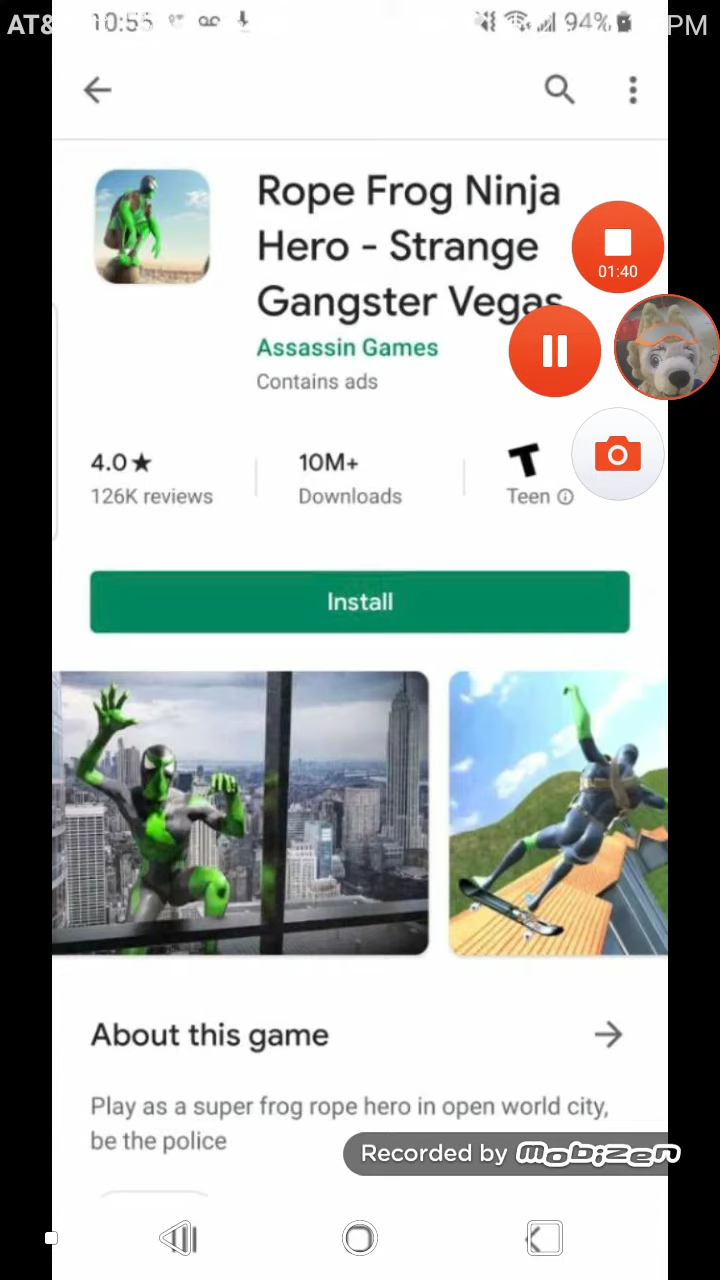 AT&
10:55
94%
PM
Rope Frog Ninja
Hero - Strange
Gangster Vegas
01:40
Assassin Games
Contains ads
4.0★
10M+
T
126K reviews
Downloads
Teen
Install
About this game
Play as a super frog rope hero in open world city,
be the police
Recorded by mobizen